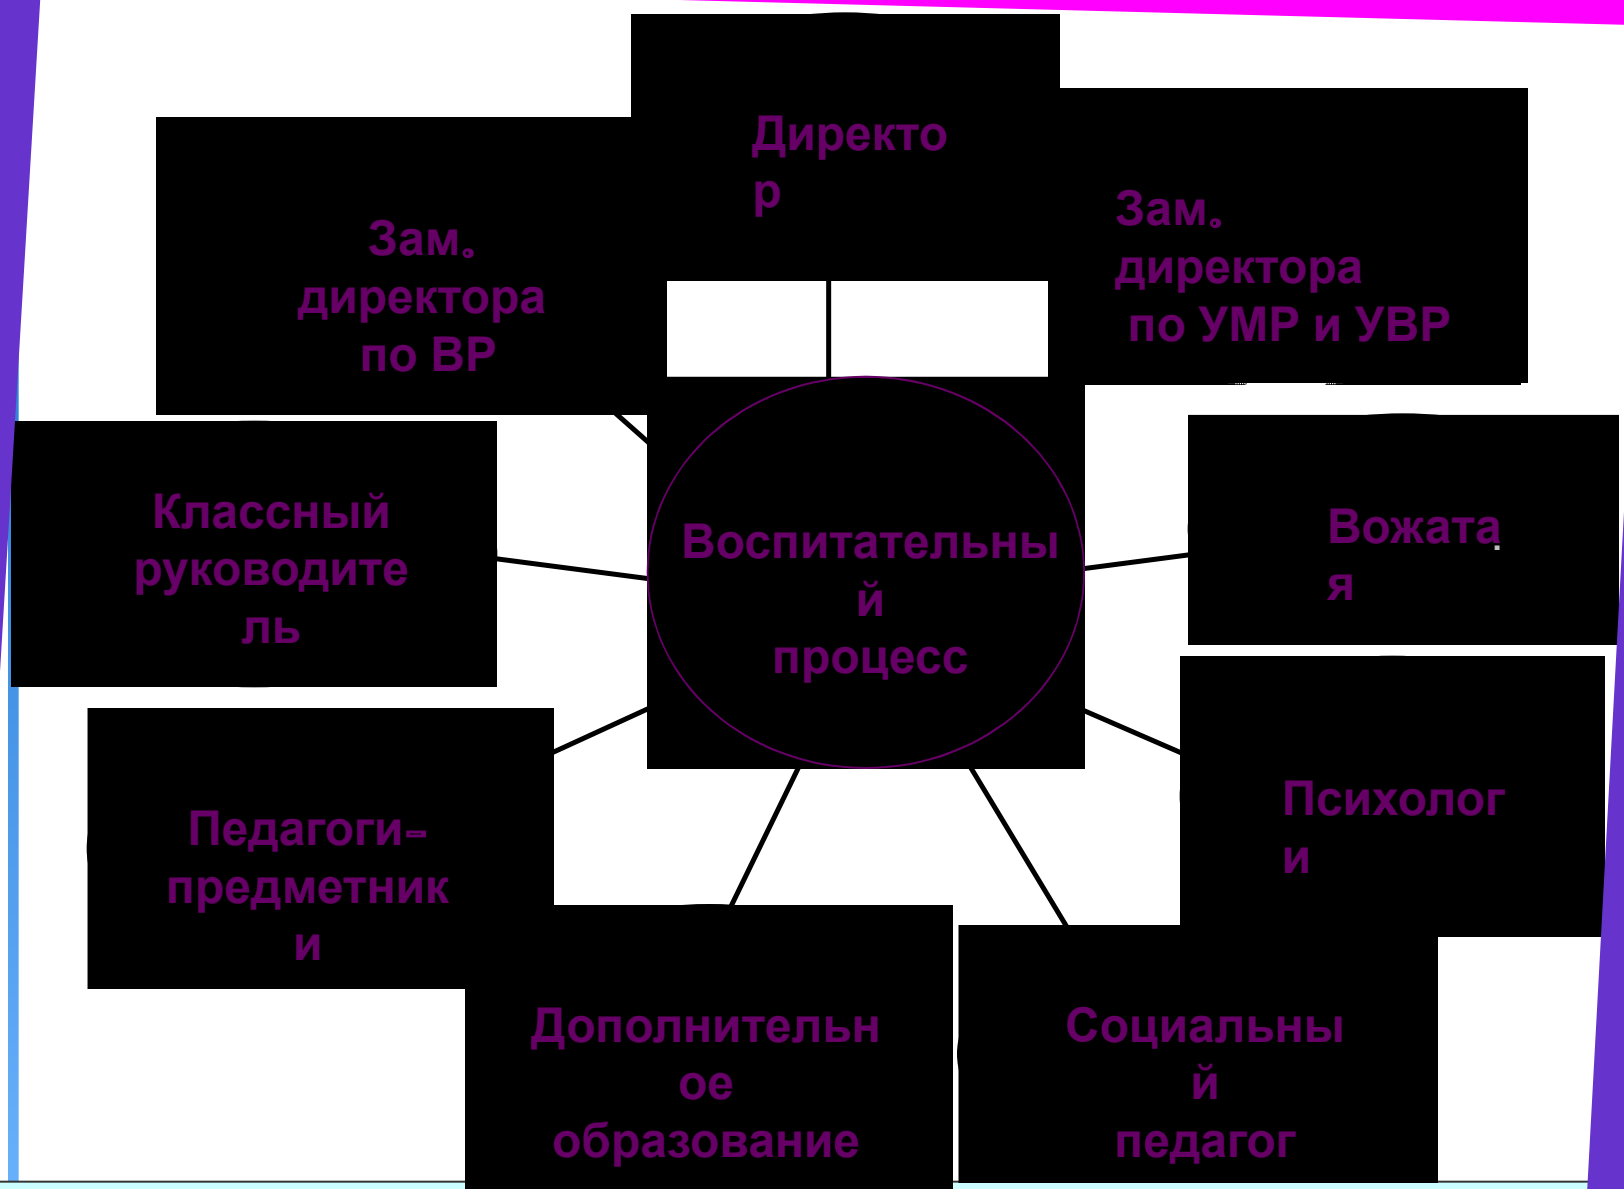 Директо
р
Зам.
директора
по ВР
Зам.
директора
по УМР и УВР
Классный
руководите
ль
Воспитательны
й
процесс
Вожата
я
Педагоги-
предметник
и
Психолог
и
Дополнительн
ое
образование
Социальны
й
педагог